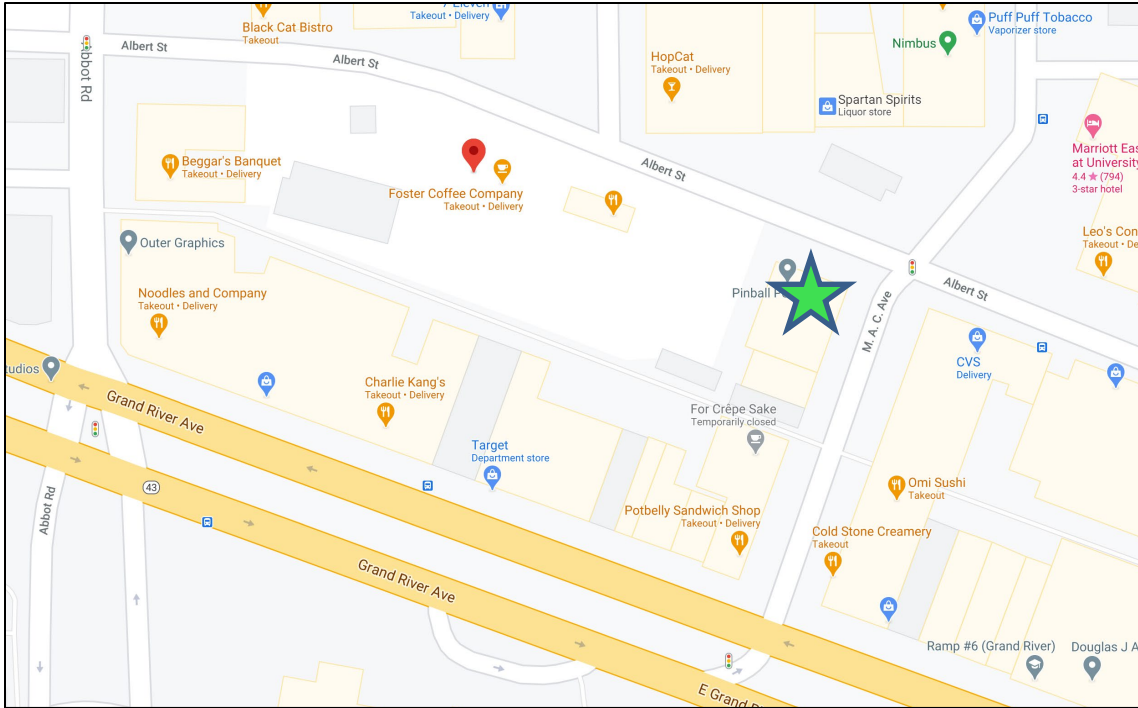 7-Eleven
Takeout • Delivery
Black Cat Bistro
Takeout
Puff Puff Tobacco
Vaporizer store
Nimbus
Albert St
Albert St
Abbot Rd
HopCat
Takeout • Delivery
Spartan Spirits
Liquor store
Marriott
at University
4.4 ★ (794)
3-star hotel
Beggar's Banquet
Takeout • Delivery
Foster Coffee Company
Takeout • Delivery
Albert St
Outer Graphics
Leo's
Takeout
Pinball
Albert St
Noodles and Company
Takeout • Delivery
M. A. C. Ave
CVS
Delivery
Grand River Ave
Charlie Kang's
Takeout • Delivery
For Crêpe Sake
Temporarily closed
Target
Department store
43
Abbot Rd
Omi Sushi
Takeout
Potbelly Sandwich Shop
Takeout • Delivery
Cold Stone Creamery
Takeout
Grand River Ave
Ramp #6 (Grand River)
Douglas J
E Grand